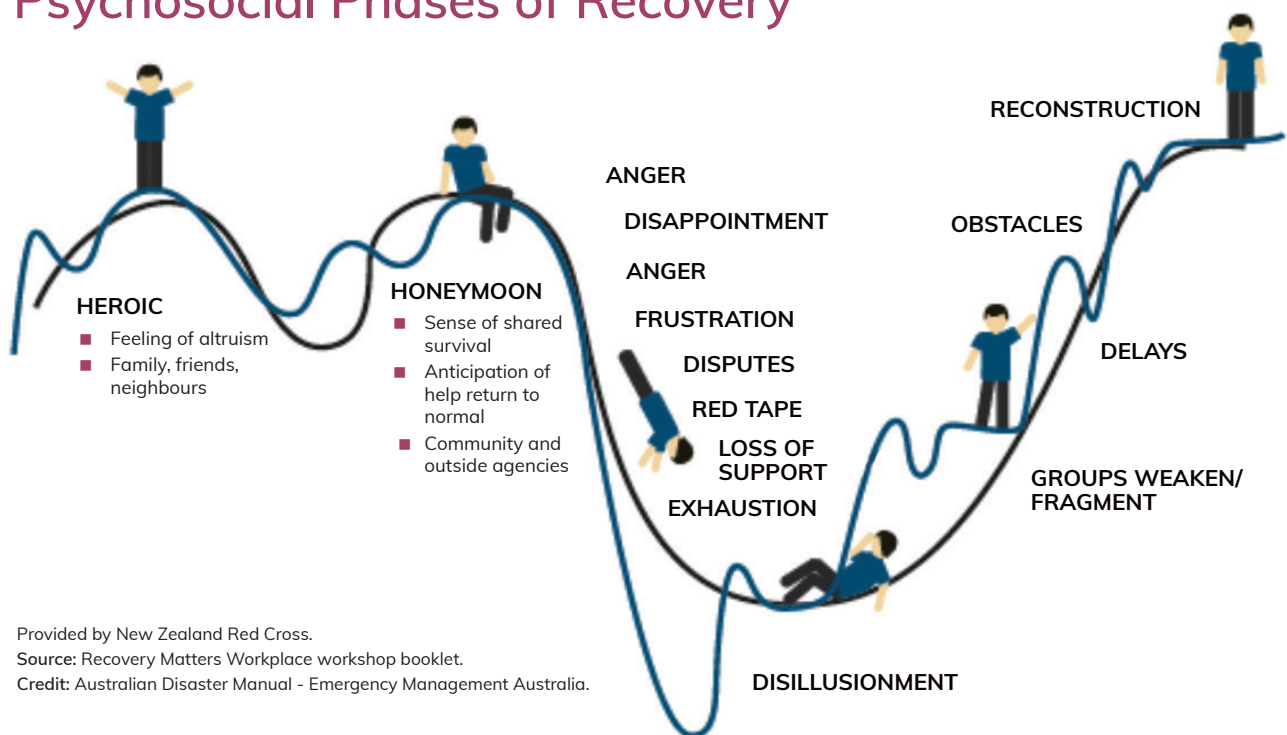 Psychosocial Phases of Recovery
HEROIC
Feeling of altruism
Family, friends,
neighbours
HONEYMOON
Sense of shared
survival
Anticipation of
help return to
normal
Community and
outside agencies
ANGER
DISAPPOINTMENT
ANGER
FRUSTRATION
DISPUTES
RED TAPE
LOSS OF
SUPPORT
EXHAUSTION
DISILLUSIONMENT
RECONSTRUCTION
OBSTACLES
DELAYS
GROUPS WEAKEN/
FRAGMENT
Provided by New Zealand Red Cross.
Source: Recovery Matters Workplace workshop booklet.
Credit: Australian Disaster Manual - Emergency Management Australia.